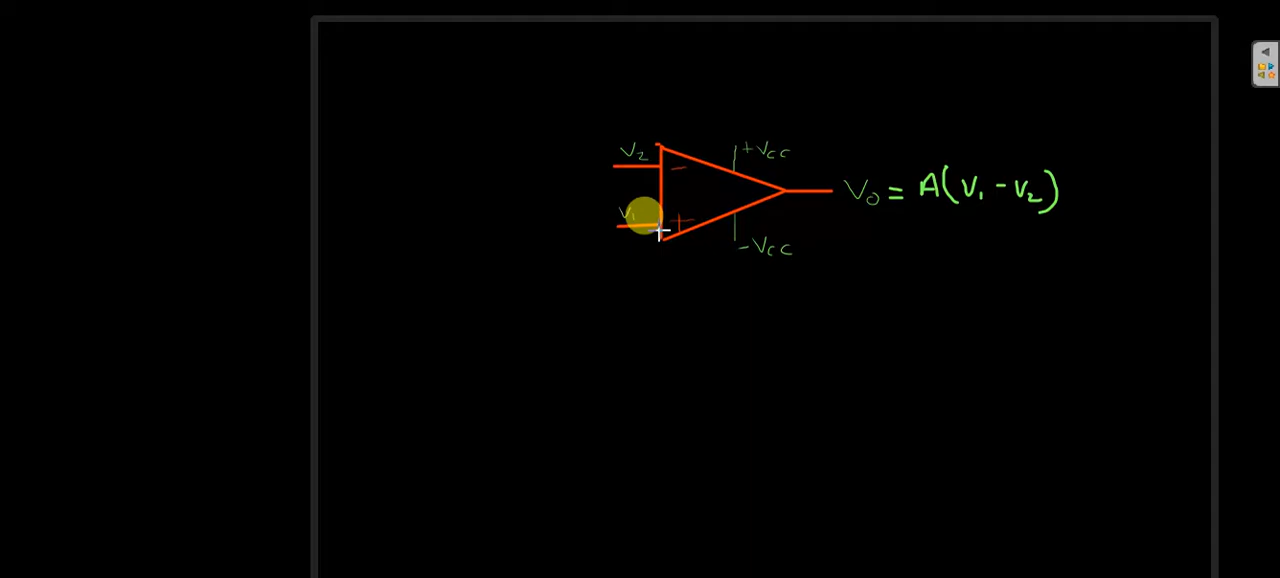 V2
+Vcc
-
V1
+
Vo = A(V1 - V2)
-Vcc